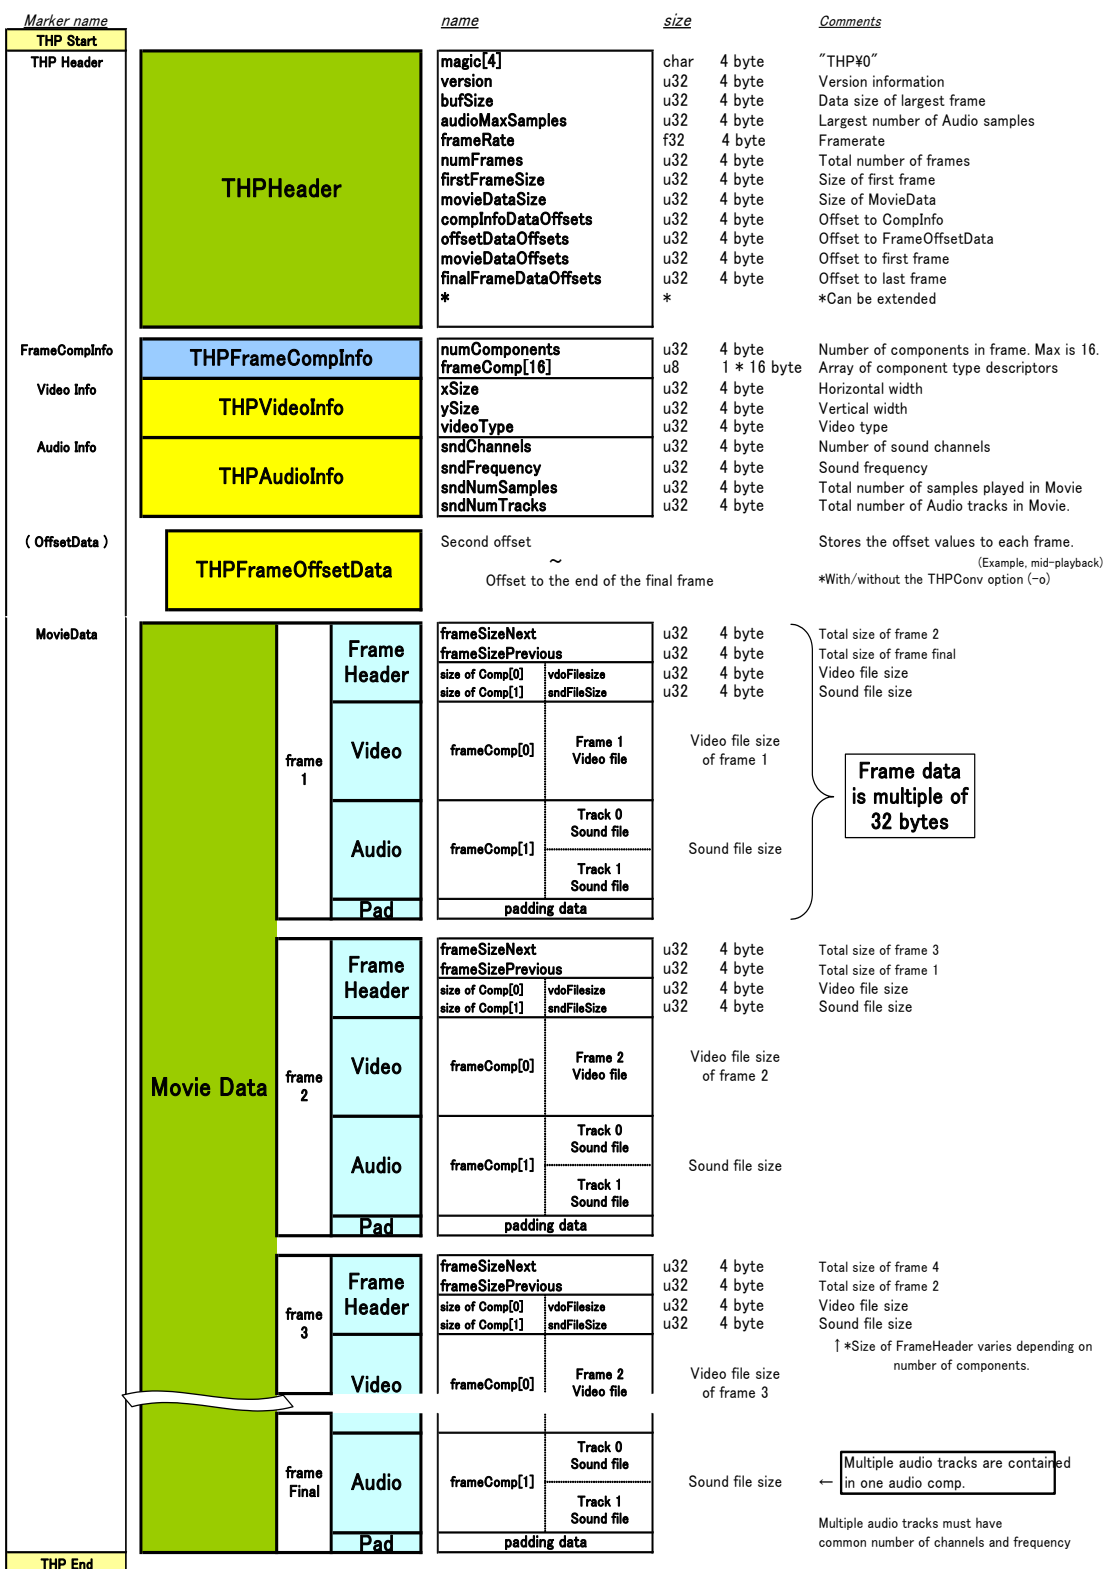 Marker name name size Comments
THP Start
THP Header magic[4] char 4 byte "THP¥0"
version u32 4 byte Version information
bufSize u32 4 byte Data size of largest frame
audioMaxSamples u32 4 byte Largest number of Audio samples
frameRate f32 4 byte Framerate
numFrames u32 4 byte Total number of frames
THPHeader firstFrameSize u32 4 byte Size of first frame
movieDataSize u32 4 byte Size of MovieData
compInfoDataOffsets u32 4 byte Offset to CompInfo
offsetDataOffsets u32 4 byte Offset to FrameOffsetData
movieDataOffsets u32 4 byte Offset to first frame
finalFrameDataOffsets u32 4 byte Offset to last frame
* * *Can be extended
FrameCompInfo THPFrameCompInfo numComponents u32 4 byte Number of components in frame. Max is 16.
frameComp[16] u8 1 * 16 byte Array of component type descriptors
Video Info xSize u32 4 byte Horizontal width
THPVideoInfo ySize u32 4 byte Vertical width
videoType u32 4 byte Video type
Audio Info sndChannels u32 4 byte Number of sound channels
THPAudioInfo sndFrequency u32 4 byte Sound frequency
sndNumSamples u32 4 byte Total number of samples played in Movie
sndNumTracks u32 4 byte Total number of Audio tracks in Movie.
( OffsetData ) Second offset Stores the offset values to each frame.
THPFrameOffsetData ~ (Example, mid-playback)
Offset to the end of the final frame *With/without the THPConv option (-o)
MovieData frameSizeNext u32 4 byte Total size of frame 2
Frame Header frameSizePrevious u32 4 byte Total size of frame final
size of Comp[0] vdoFilesize u32 4 byte Video file size
size of Comp[1] sndFileSize u32 4 byte Sound file size
frame 1
Video frameComp[0] Frame 1 Video file Video file size of frame 1
Frame data
is multiple of
32 bytes
Track 0
Sound file
Audio frameComp[1] Sound file size
Track 1
Sound file
Pad padding data
frameSizeNext u32 4 byte Total size of frame 3
Frame Header frameSizePrevious u32 4 byte Total size of frame 1
size of Comp[0] vdoFilesize u32 4 byte Video file size
size of Comp[1] sndFileSize u32 4 byte Sound file size
Movie Data frame 2
Video frameComp[0] Frame 2 Video file Video file size of frame 2
Track 0
Sound file
Audio frameComp[1] Sound file size
Track 1
Sound file
Pad padding data
frameSizeNext u32 4 byte Total size of frame 4
Frame Header frameSizePrevious u32 4 byte Total size of frame 2
size of Comp[0] vdoFilesize u32 4 byte Video file size
size of Comp[1] sndFileSize u32 4 byte Sound file size
frame 3
↑*Size of FrameHeader varies depending on
number of components.
Video frameComp[0] Frame 2 Video file Video file size of frame 3
Track 0
Sound file
frame Final Audio frameComp[1] Sound file size ← Multiple audio tracks are contained
in one audio comp.
Track 1
Sound file
Multiple audio tracks must have
Pad padding data common number of channels and frequency
THP End